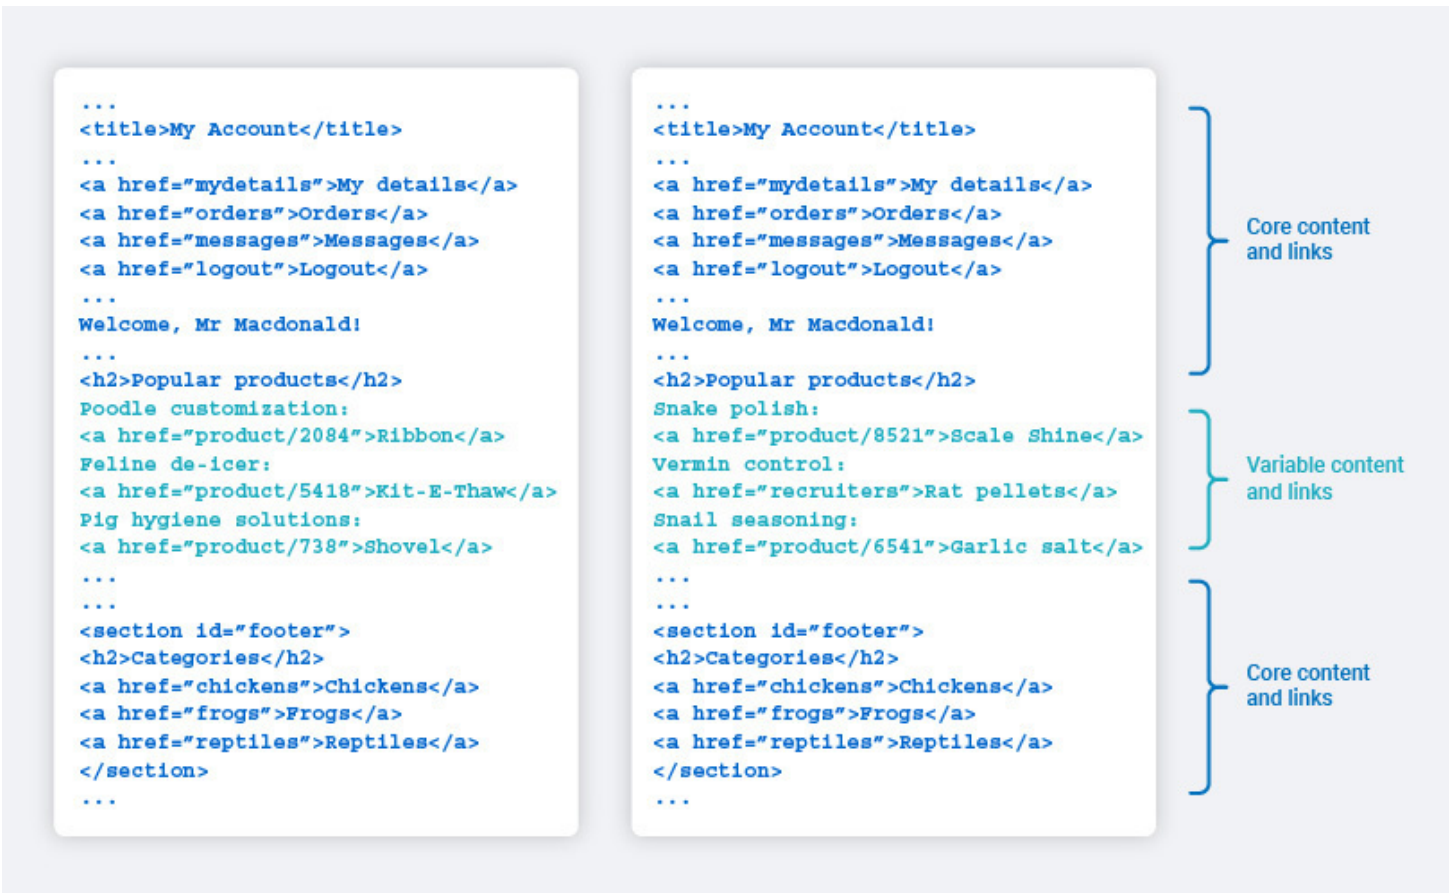 ...
<title>My Account</title>
...
<a href="mydetails">My details</a>
<a href="orders">Orders</a>
<a href="messages">Messages</a>
<a href="logout">Logout</a>
...
Welcome, Mr Macdonald!
...
<h2>Popular products</h2>
Poodle customization:
<a href="product/2084">Ribbon</a>
Feline de-icer:
<a href="product/5418">Kit-E-Thaw</a>
Pig hygiene solutions:
<a href="product/738">Shovel</a>
...
...
<section id="footer">
<h2>Categories</h2>
<a href="chickens">Chickens</a>
<a href="frogs">Frogs</a>
<a href="reptiles">Reptiles</a>
</section>
...
...
<title>My Account</title>
...
<a href="mydetails">My details</a>
<a href="orders">Orders</a>
<a href="messages">Messages</a>
<a href="logout">Logout</a>
...
Welcome, Mr Macdonald!
...
<h2>Popular products</h2>
Snake polish:
<a href="product/8521">Scale Shine</a>
Vermin control:
<a href="recruiters">Rat pellets</a>
Snail seasoning:
<a href="product/6541">Garlic salt</a>
...
...
<section id="footer">
<h2>Categories</h2>
<a href="chickens">Chickens</a>
<a href="frogs">Frogs</a>
<a href="reptiles">Reptiles</a>
</section>
...
Core content
and links
Variable content
and links
Core content
and links